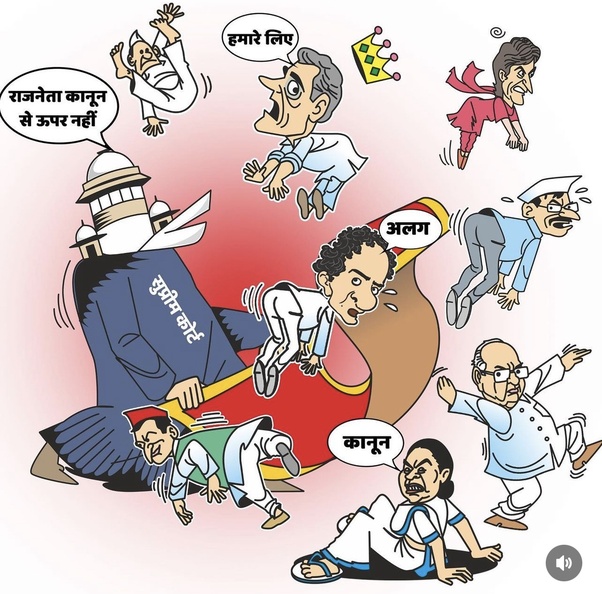 हमारे लिए
राजनेता कानून
से ऊपर नहीं
अलग
सुप्रीम कोर्ट
कानून